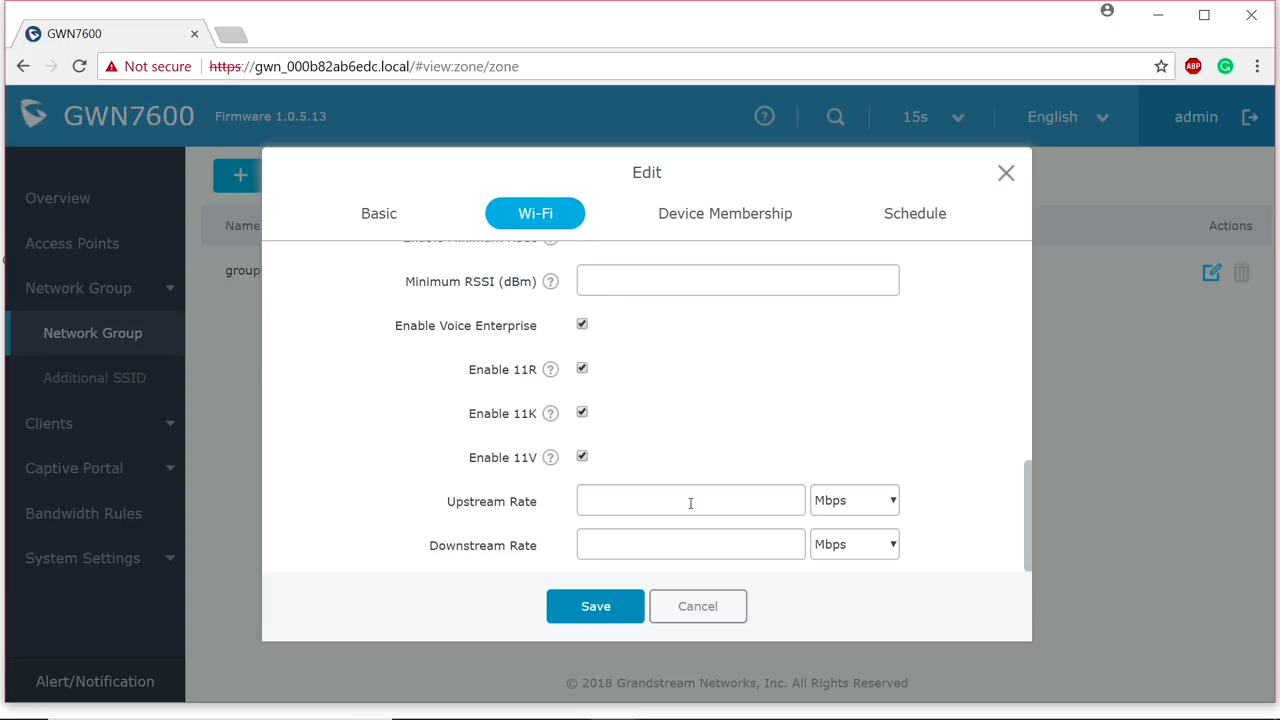 GWN7600
Not secure
https://gwn_000b82ab6edc.local/#view:zone/zone
ABP
GWN7600
Firmware 1.0.5.13
?
15s
English
admin
Overview
Access Points
Network Group
Network Group
Additional SSID
Clients
Captive Portal
Bandwidth Rules
System Settings
Alert/Notification
+
Name
Actions
group
Edit
Basic
Wi-Fi
Device Membership
Schedule
Minimum RSSI (dBm) ?
Enable Voice Enterprise
Enable 11R ?
Enable 11K ?
Enable 11V ?
Upstream Rate
Mbps
Downstream Rate
Mbps
Save
Cancel
© 2018 Grandstream Networks, Inc. All Rights Reserved